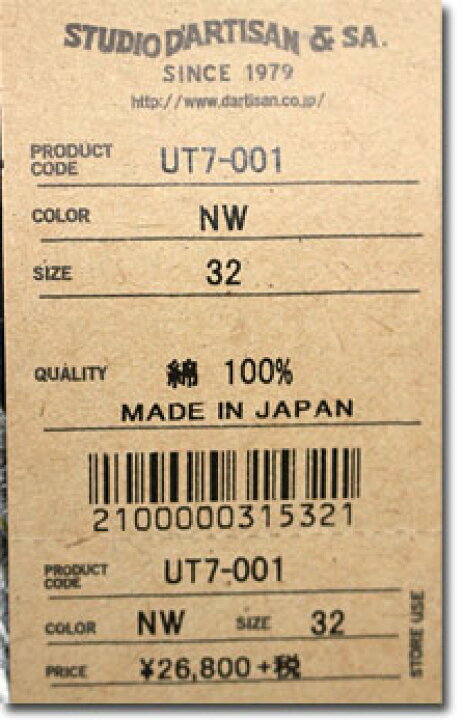 STUDIO D'ARTISAN & SA.
SINCE 1979
http://www.dartisan.co.jp/
PRODUCT CODE UT7-001
COLOR NW
SIZE 32
QUALITY 綿 100%
MADE IN JAPAN
2100000315321
PRODUCT CODE UT7-001
COLOR NW SIZE 32
PRICE ¥26,800+税
STORE USE